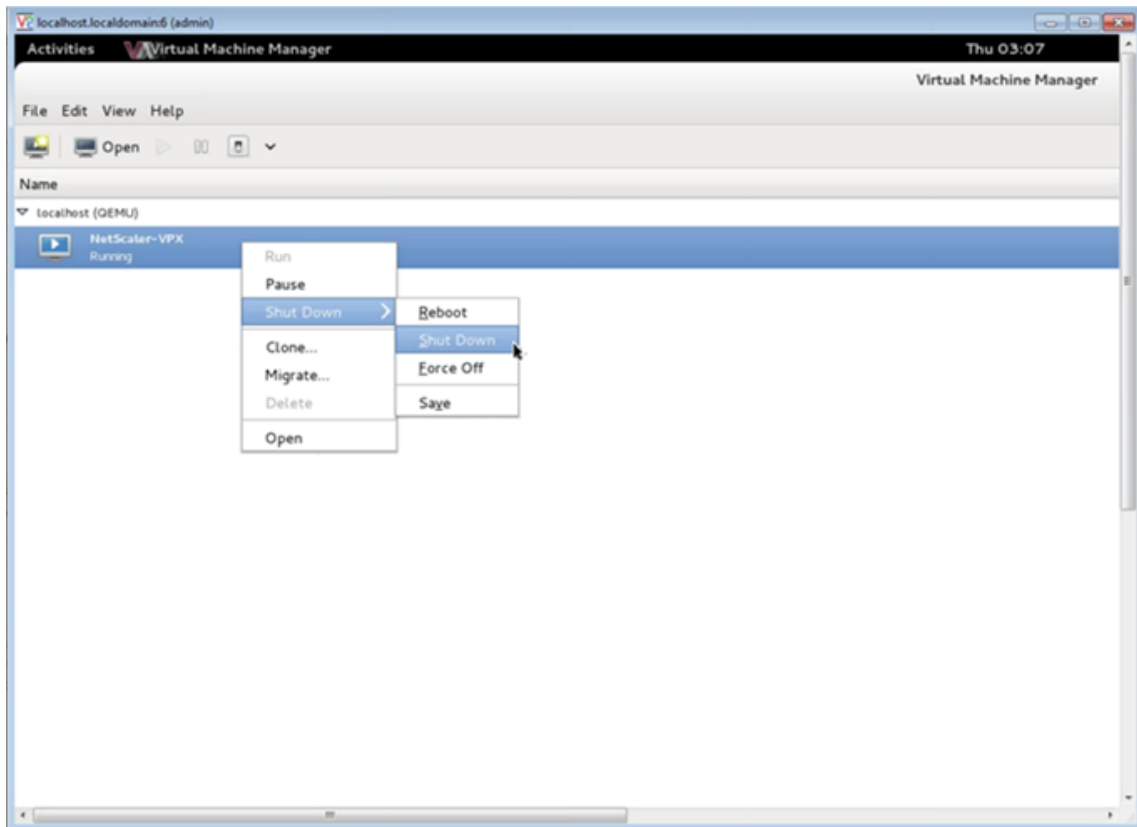 localhost.localdomain:6 (admin)
Activities Virtual Machine Manager Thu 03:07
Virtual Machine Manager
File Edit View Help
Open
Name
localhost (QEMU)
NetScaler-VPX
Running
Run
Pause
Shut Down
Clone...
Migrate...
Delete
Open
Reboot
Shut Down
Force Off
Save